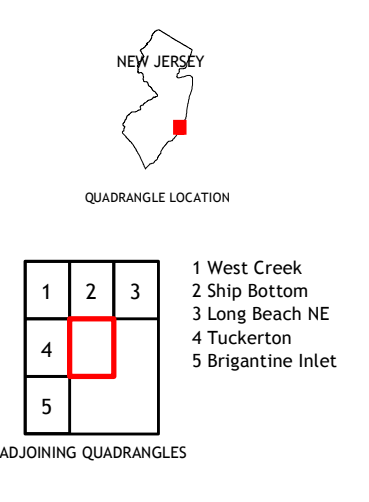 NEW JERSEY
QUADRANGLE LOCATION
1 2 3
4
5
1 West Creek
2 Ship Bottom
3 Long Beach NE
4 Tuckerton
5 Brigantine Inlet
ADJOINING QUADRANGLES